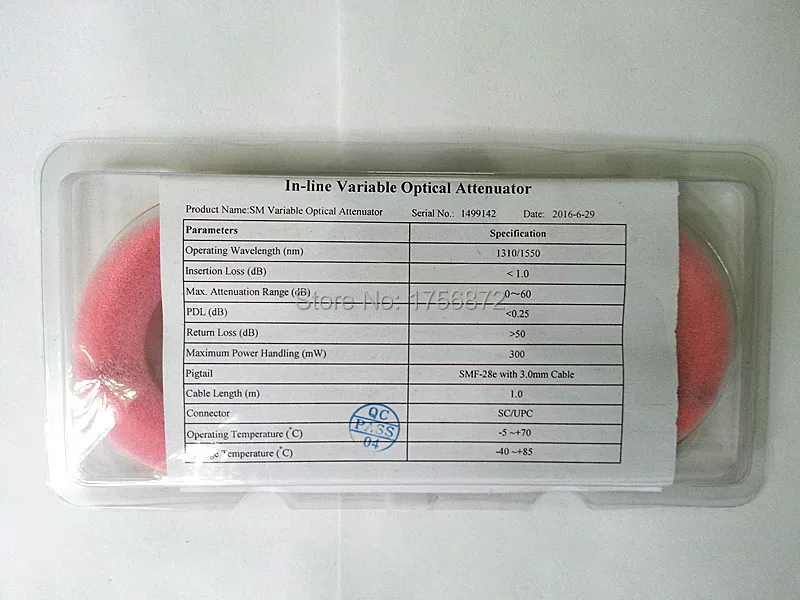 In-line Variable Optical Attenuator
Product Name:SM Variable Optical Attenuator Serial No.: 1499142 Date: 2016-6-29
Parameters Specification
Operating Wavelength (nm) 1310/1550
Insertion Loss (dB) < 1.0
Max. Attenuation Range (dB) 0~60
Store No: 1756872
PDL (dB) <0.25
Return Loss (dB) >50
Maximum Power Handling (mW) 300
Pigtail SMF-28e with 3.0mm Cable
Cable Length (m) 1.0
Connector SC/UPC
QC
PASS
04
Operating Temperature (°C) -5 ~+70
Temperature (°C) -40 ~+85